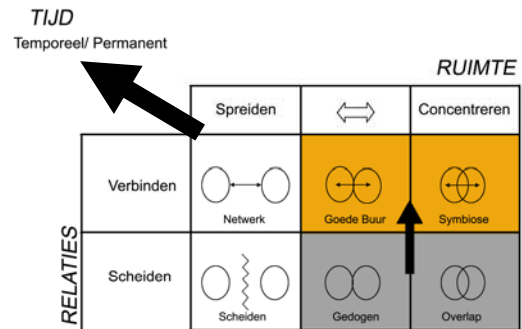 TIJD
Temporeel/ Permanent
RUIMTE
Spreiden
Concentreren
RELATIES
Verbinden
Netwerk
Goede Buur
Symbiose
Scheiden
Scheiden
Gedogen
Overlap